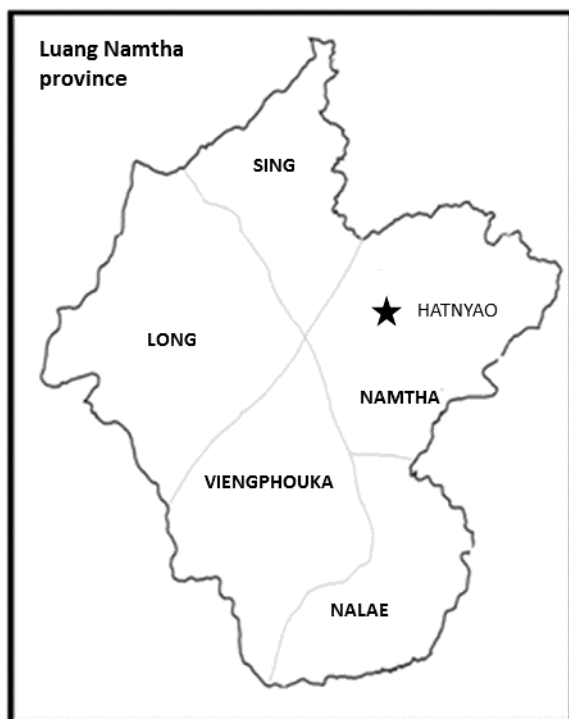 Luang Namtha
province
SING
HATNYAO
LONG
NAMTHA
VIENGPHOUKA
NALAE